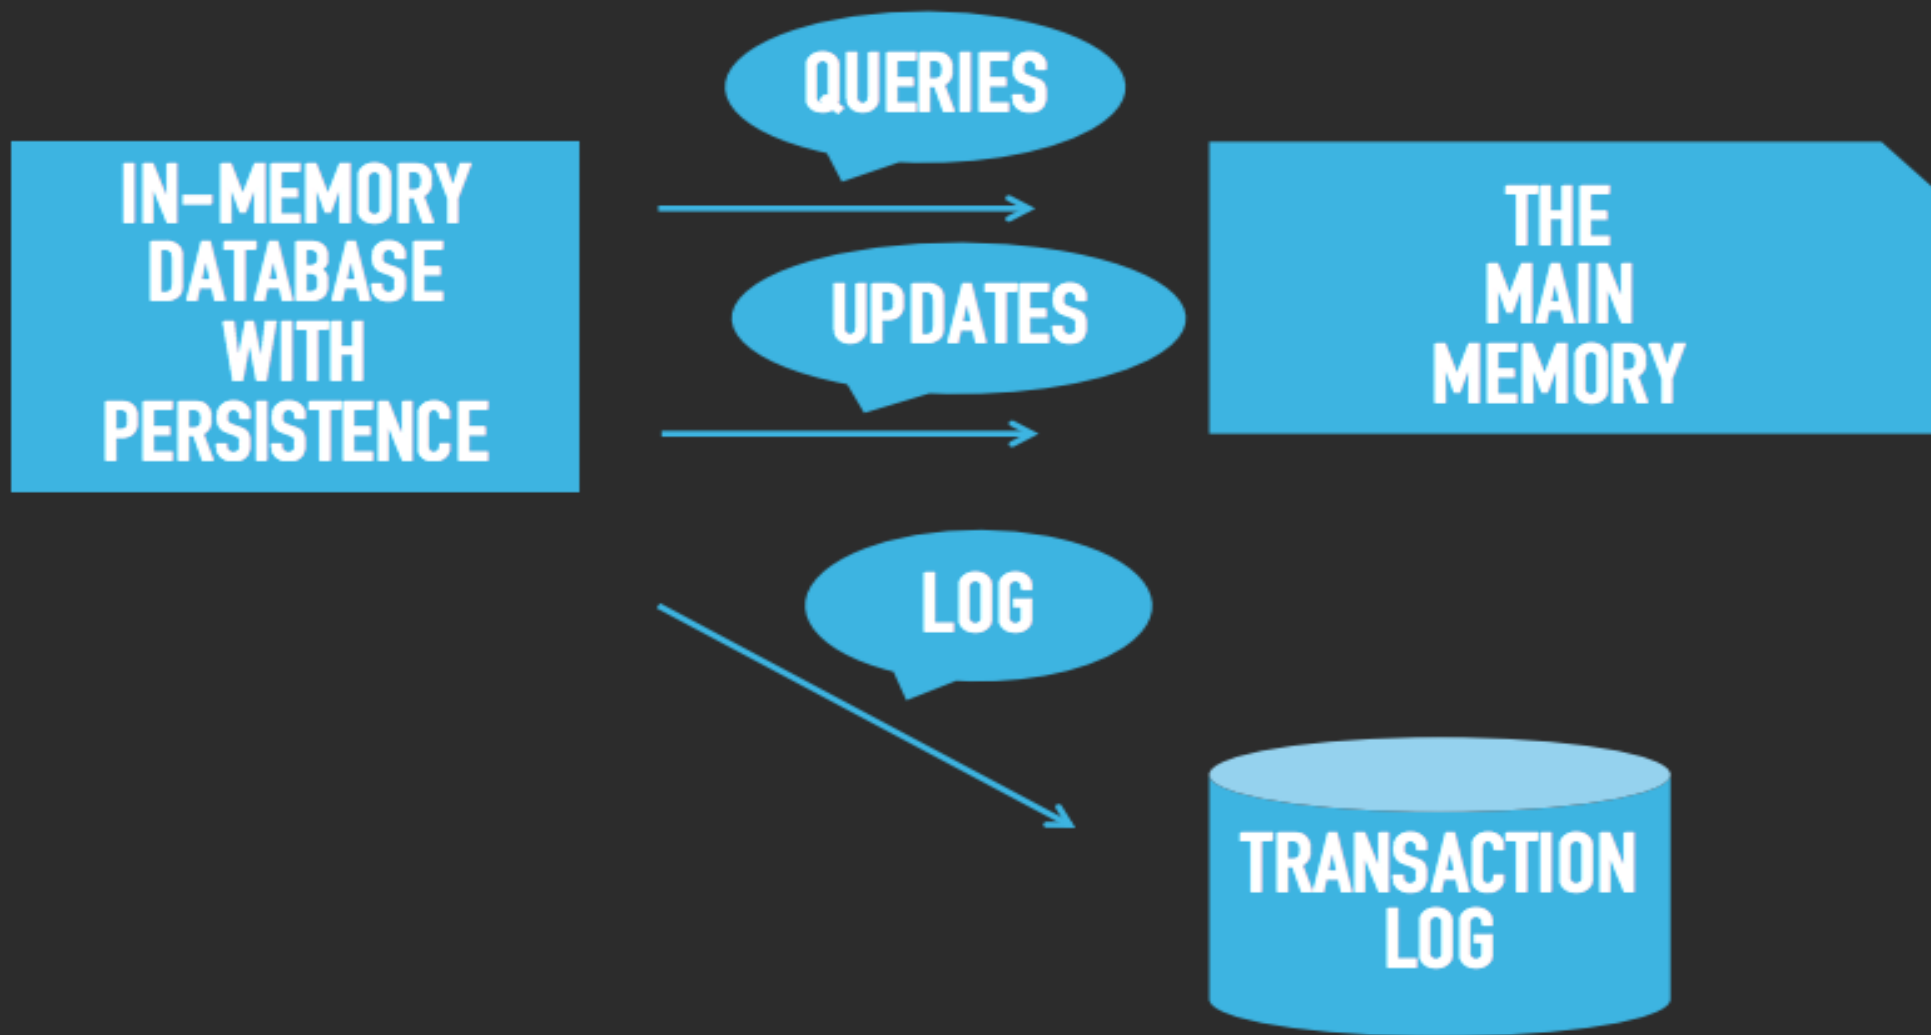 QUERIES
IN-MEMORY
DATABASE
WITH
PERSISTENCE
THE
MAIN
MEMORY
UPDATES
LOG
TRANSACTION
LOG